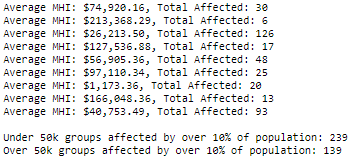 Average MHI: $74,920.16, Total Affected: 30
Average MHI: $213,368.29, Total Affected: 6
Average MHI: $26,213.50, Total Affected: 126
Average MHI: $127,536.88, Total Affected: 17
Average MHI: $56,905.36, Total Affected: 48
Average MHI: $97,110.34, Total Affected: 25
Average MHI: $1,173.36, Total Affected: 20
Average MHI: $166,048.36, Total Affected: 13
Average MHI: $40,753.49, Total Affected: 93
Under 50k groups affected by over 10% of population: 239
Over 50k groups affected by over 10% of population: 139